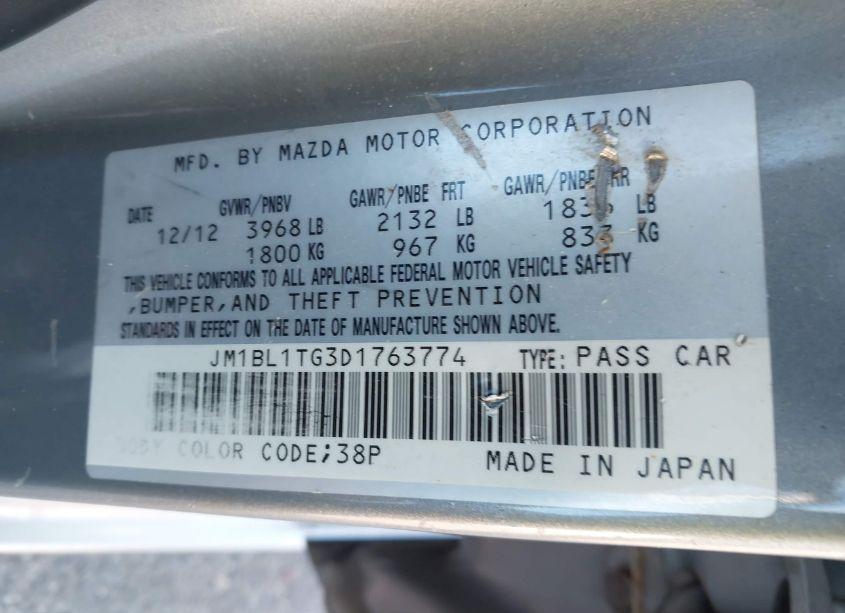 MFD. BY MAZDA MOTOR CORPORATION
DATE GVWR/PNBV GAWR/PNBE FRT GAWR/PNBE RR
12/12 3968 LB 2132 LB LB
1800 KG 967 KG KG
THIS VEHICLE CONFORMS TO ALL APPLICABLE FEDERAL MOTOR VEHICLE SAFETY
,BUMPER,AND THEFT PREVENTION
STANDARDS IN EFFECT ON THE DATE OF MANUFACTURE SHOWN ABOVE.
JM1BL1TG3D1763774 TYPE: PASS CAR
BODY COLOR CODE;38P MADE IN JAPAN